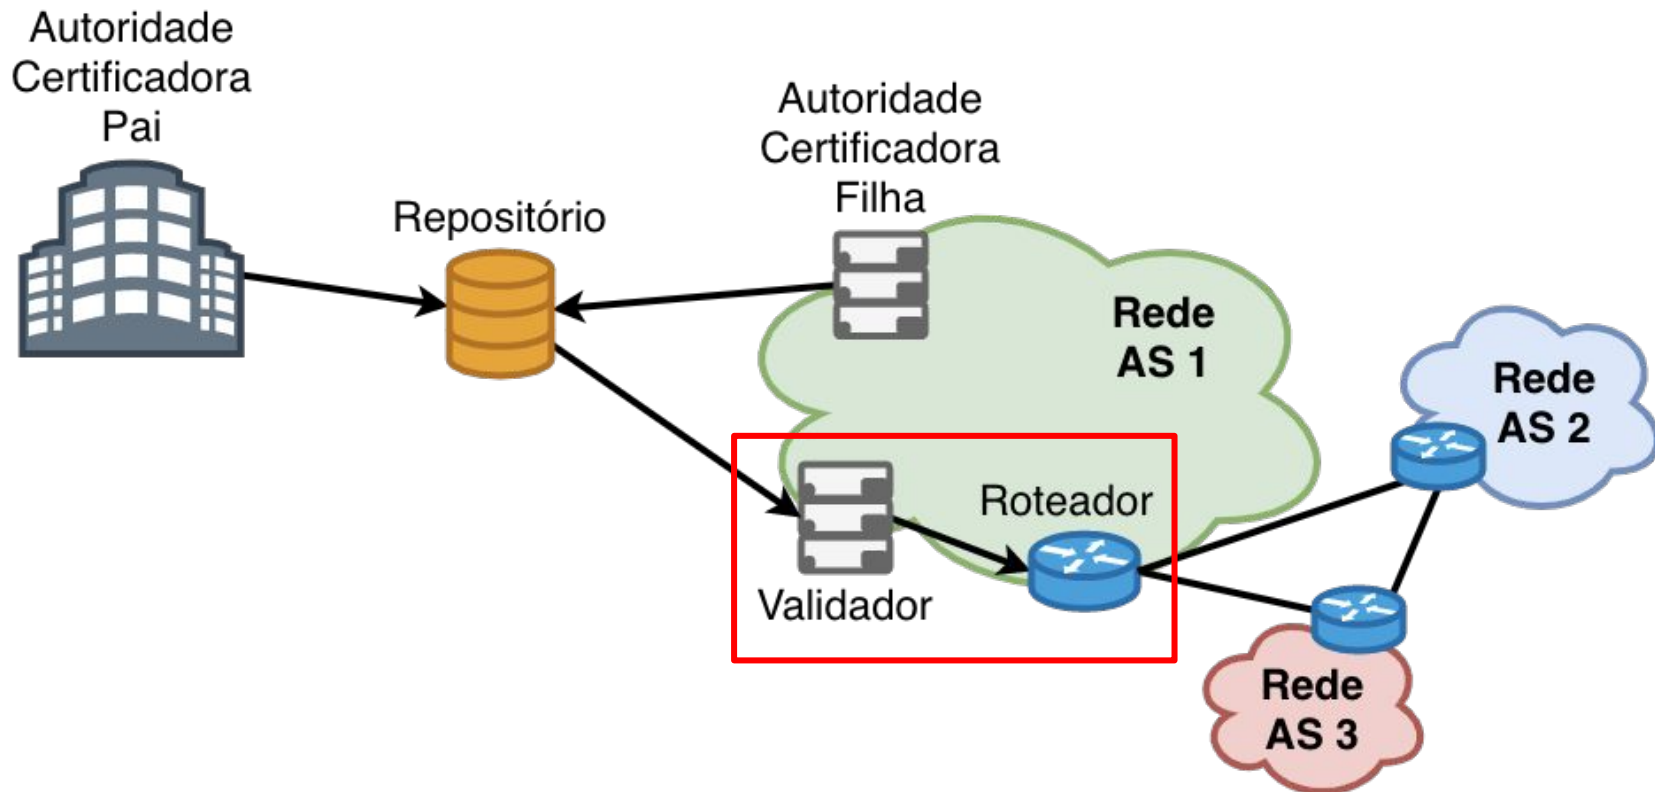 Autoridade
Certificadora
Pai
Autoridade
Certificadora
Filha
Repositório
Rede
AS 1
Rede
AS 2
Roteador
Validador
Rede
AS 3